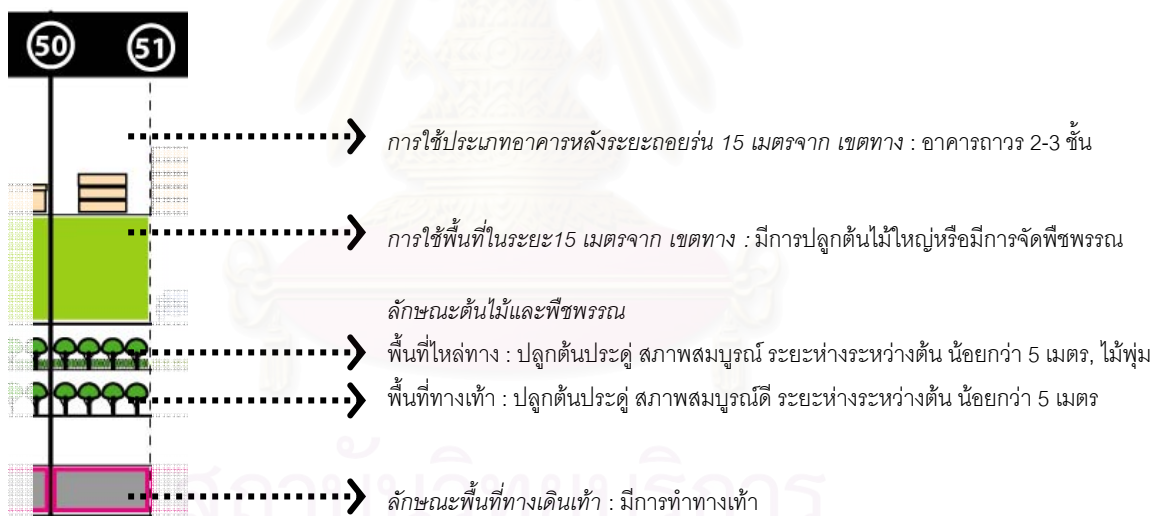 50 51
การใช้ประเภทอาคารหลังระยะถอยร่น 15 เมตรจาก เขตทาง : อาคารถาวร 2-3 ชั้น
การใช้พื้นที่ในระยะ15 เมตรจาก เขตทาง : มีการปลูกต้นไม้ใหญ่หรือมีการจัดพืชพรรณ
ลักษณะต้นไม้และพืชพรรณ
พื้นที่ไหล่ทาง : ปลูกต้นประดู่ สภาพสมบูรณ์ ระยะห่างระหว่างต้น น้อยกว่า 5 เมตร, ไม้พุ่ม
พื้นที่ทางเท้า : ปลูกต้นประดู่ สภาพสมบูรณ์ดี ระยะห่างระหว่างต้น น้อยกว่า 5 เมตร
สถาบันวิทยบริการ
ลักษณะพื้นที่ทางเดินเท้า : มีการทำทางเท้า